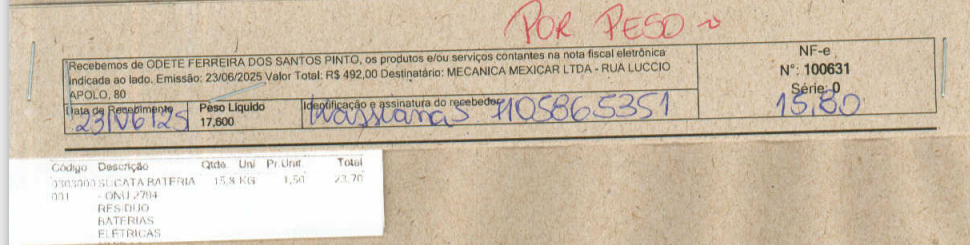 POR PESO ~
Recebemos de ODETE FERREIRA DOS SANTOS PINTO, os produtos e/ou serviços contantes na nota fiscal eletrônica
indicada ao lado. Emissão: 23/06/2025 Valor Total: R$ 492,00 Destinatário: MECANICA MEXICAR LTDA - RUA LUCCIO
APOLO, 80
NF-e
N°: 100631
Série: 0
15,80
Data de Recebimento
23/06/25
Peso Líquido
17,600
Identificação e assinatura do recebedor
7105865351
Código Descrição Qtde. Uni Pr.Unit. Total
0303000 SUCATA BATERIA 15,8 KG 1,50 23,70
001 - ONU 2794
RESIDUO
BATERIAS
ELETRICAS